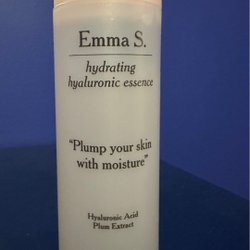 Emma S.
hydrating
hyaluronic essence
"Plump your skin
with moisture"
Hyaluronic Acid
Plum Extract